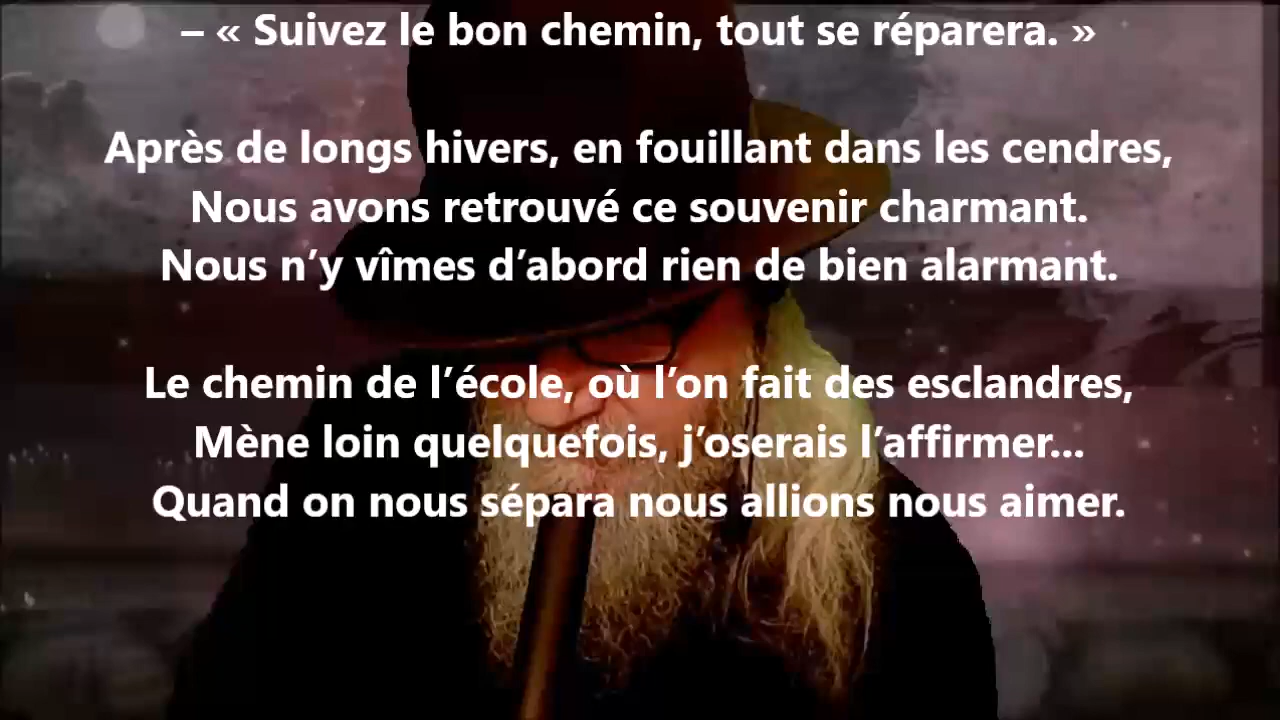 – « Suivez le bon chemin, tout se réparera. »
Après de longs hivers, en fouillant dans les cendres,
Nous avons retrouvé ce souvenir charmant.
Nous n’y vîmes d’abord rien de bien alarmant.
Le chemin de l’école, où l’on fait des esclandres,
Mène loin quelquefois, j’oserais l’affirmer...
Quand on nous sépara nous allions nous aimer.